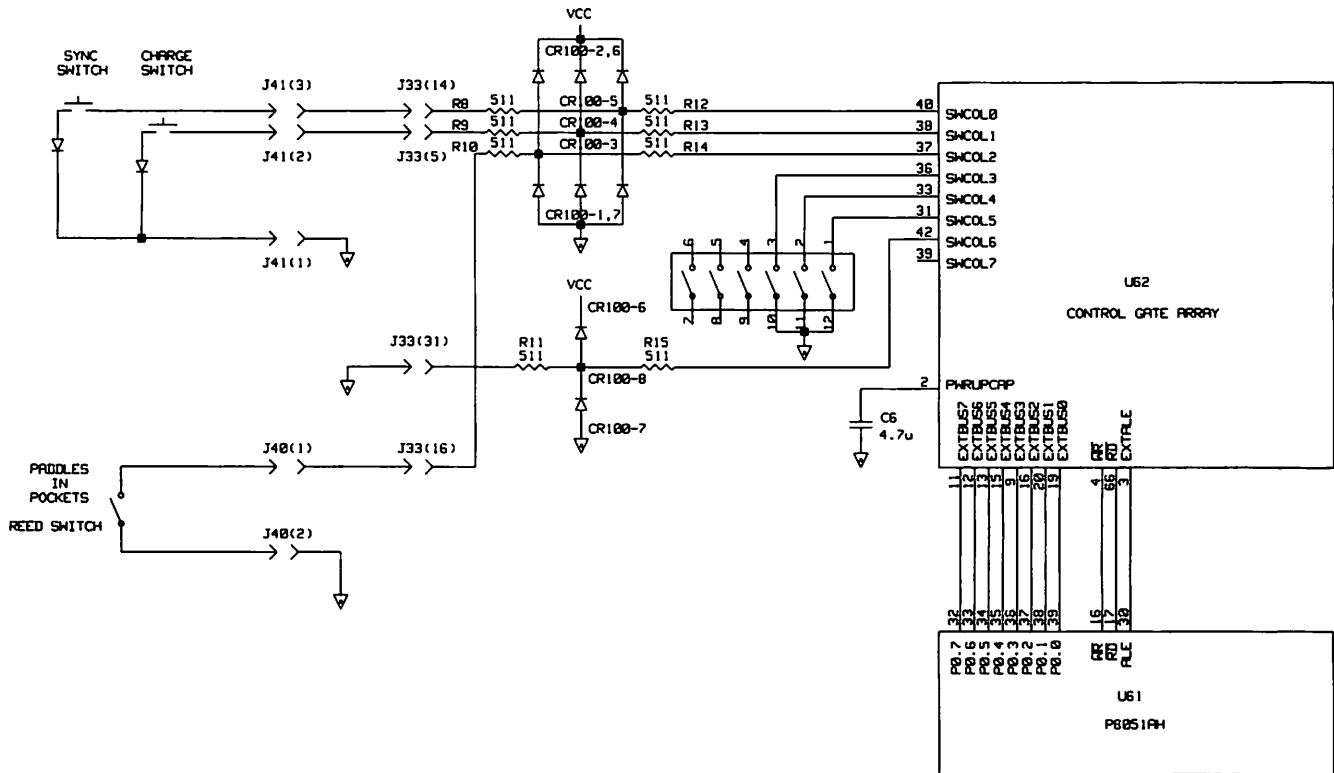 VCC
SYNC
SWITCH
CHARGE
SWITCH
CR100-2,6
J41(3)
J33(14)
R8
511
CR100-5
511
R12
40
SWCOL0
R9
511
CR100-4
511
R13
38
SWCOL1
J41(2)
J33(5)
R10
511
CR100-3
511
R14
37
SWCOL2
36
SWCOL3
33
SWCOL4
CR100-1,7
31
SWCOL5
42
SWCOL6
39
SWCOL7
J41(1)
6
5
4
3
2
1
7
8
9
10
11
12
U62
CONTROL GATE ARRAY
VCC
CR100-6
J33(31)
R11
511
R15
511
CR100-8
CR100-7
2
PWRUPCAP
C6
4.7u
EXTBUS7
EXTBUS6
EXTBUS5
EXTBUS4
EXTBUS3
EXTBUS2
EXTBUS1
EXTBUS0
RD
EXTALE
11
12
13
15
9
16
20
19
4
66
3
J40(1)
J33(16)
PADDLES
IN
POCKETS
REED SWITCH
J40(2)
32
33
34
35
36
37
38
39
16
17
30
P0.7
P0.6
P0.5
P0.4
P0.3
P0.2
P0.1
P0.0
RD
ALE
U61
P8051AH